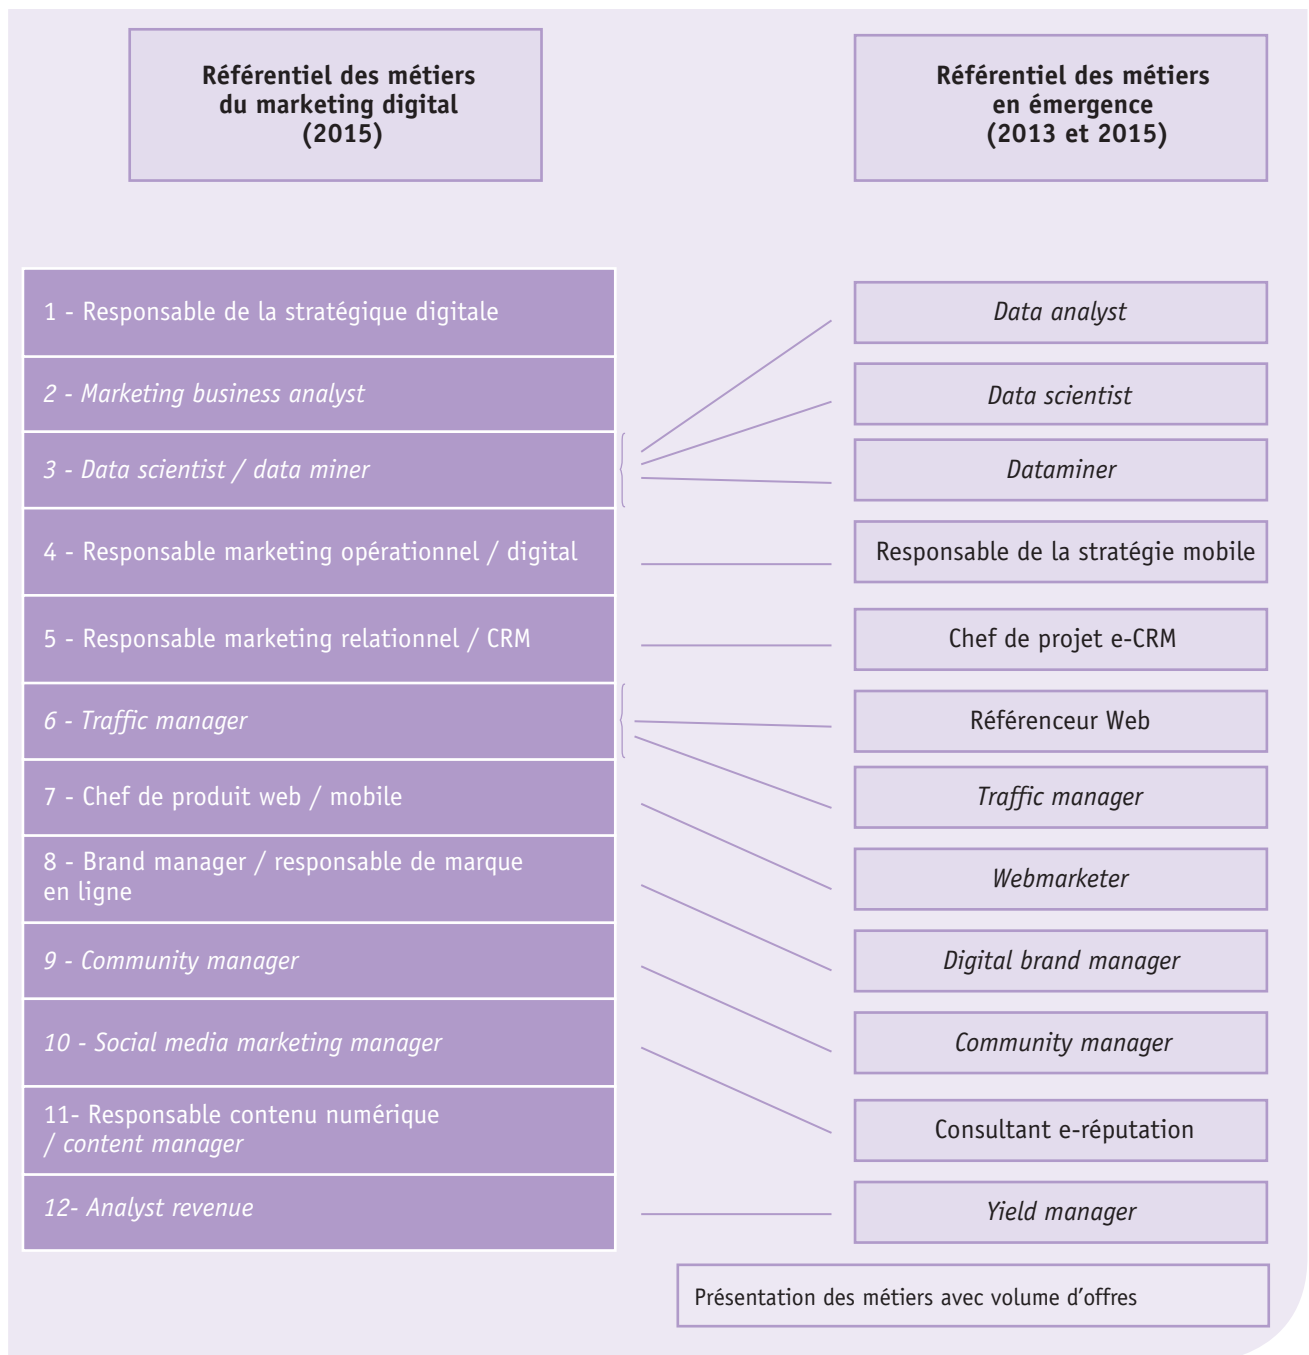 Référentiel des métiers
du marketing digital
(2015)
Référentiel des métiers
en émergence
(2013 et 2015)
1 - Responsable de la stratégique digitale
2 - Marketing business analyst
3 - Data scientist / data miner
4 - Responsable marketing opérationnel / digital
5 - Responsable marketing relationnel / CRM
6 - Traffic manager
7 - Chef de produit web / mobile
8 - Brand manager / responsable de marque
en ligne
9 - Community manager
10 - Social media marketing manager
11- Responsable contenu numérique
/ content manager
12- Analyst revenue
Data analyst
Data scientist
Dataminer
Responsable de la stratégie mobile
Chef de projet e-CRM
Référenceur Web
Traffic manager
Webmarketer
Digital brand manager
Community manager
Consultant e-réputation
Yield manager
Présentation des métiers avec volume d’offres